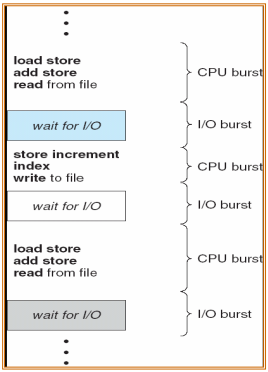 load store
add store
read from file
CPU burst
wait for I/O
I/O burst
store increment
index
write to file
CPU burst
wait for I/O
I/O burst
load store
add store
read from file
CPU burst
wait for I/O
I/O burst